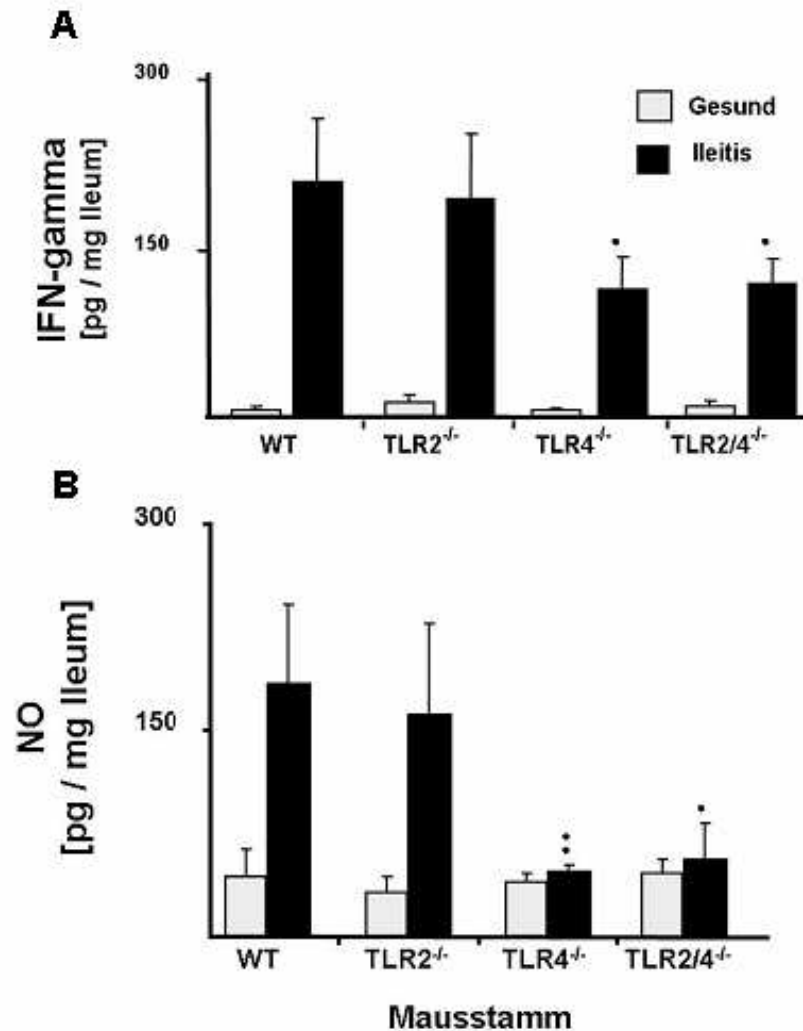 A
300
150
IFN-gamma
[pg / mg Ileum]
Gesund
Ileitis
WT TLR2-/- TLR4-/- TLR2/4-/-
B
300
150
NO
[pg / mg Ileum]
WT TLR2-/- TLR4-/- TLR2/4-/-
Mausstamm